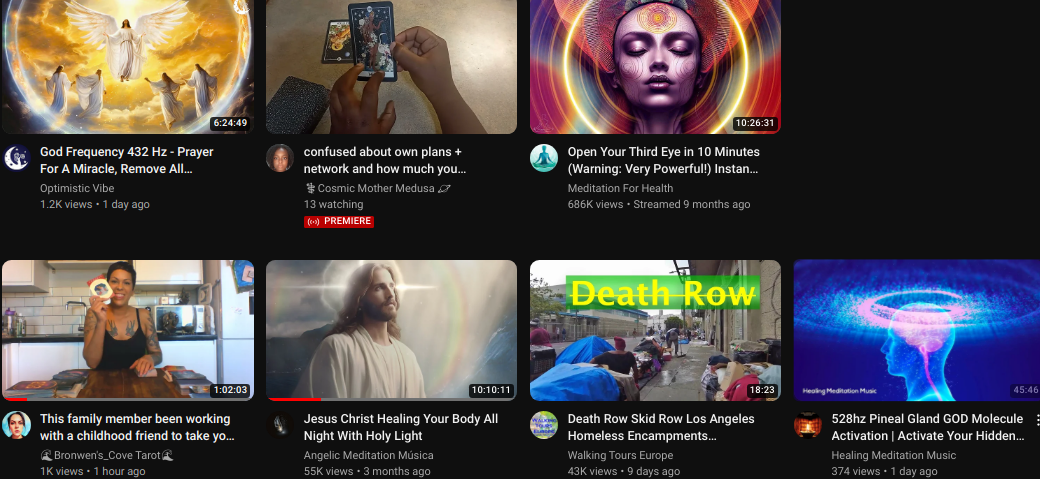 6:24:49
10:26:31
God Frequency 432 Hz - Prayer
For A Miracle, Remove All...
Optimistic Vibe
1.2K views • 1 day ago
confused about own plans +
network and how much you...
⚕Cosmic Mother Medusa 🪐
13 watching
PREMIERE
Open Your Third Eye in 10 Minutes
(Warning: Very Powerful!) Instan...
Meditation For Health
686K views • Streamed 9 months ago
1:02:03
10:10:11
Death Row
18:23
Healing Meditation Music
45:46
This family member been working
with a childhood friend to take yo...
🌊Bronwen's_Cove Tarot🌊
1K views • 1 hour ago
Jesus Christ Healing Your Body All
Night With Holy Light
Angelic Meditation Música
55K views • 3 months ago
WALKING
TOURS
EUROPE
Death Row Skid Row Los Angeles
Homeless Encampments...
Walking Tours Europe
43K views • 9 days ago
528hz Pineal Gland GOD Molecule
Activation | Activate Your Hidden...
Healing Meditation Music
374 views • 1 day ago